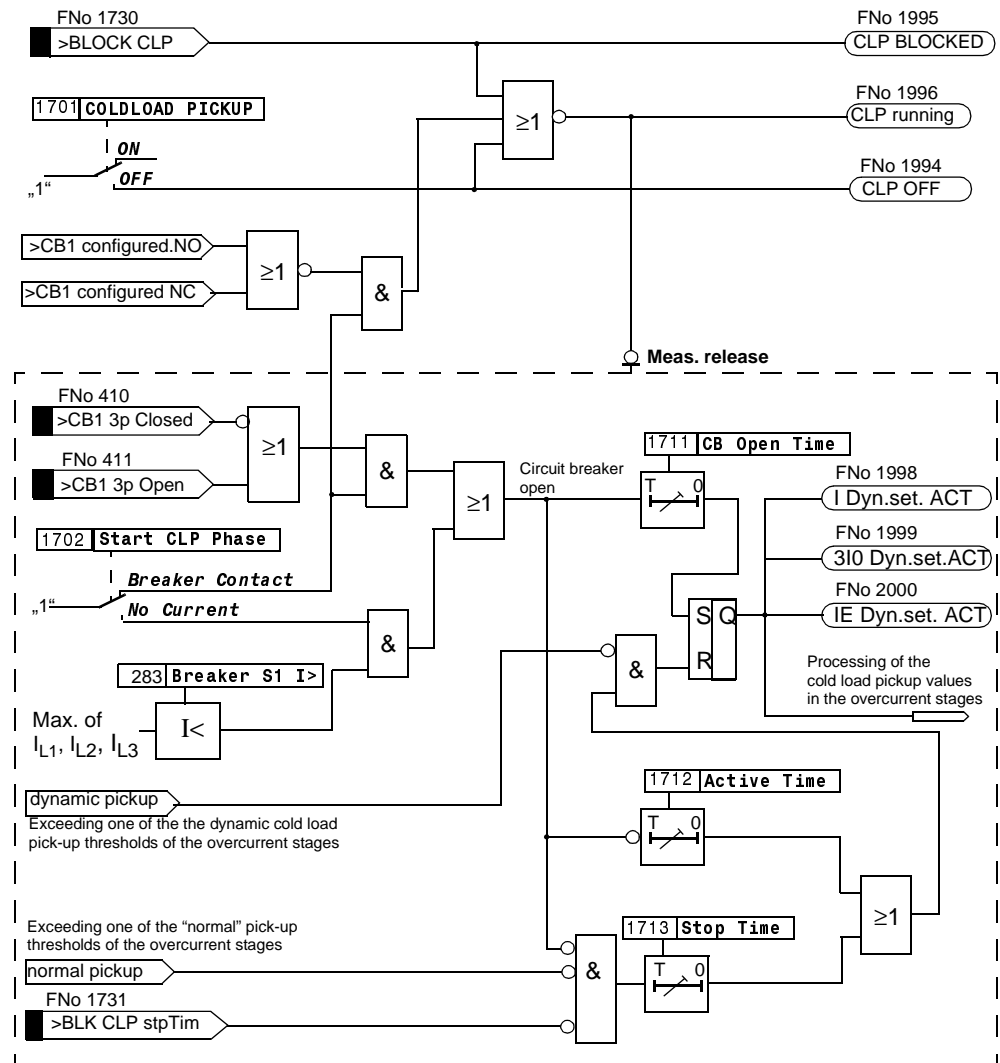 FNo 1730
>BLOCK CLP
FNo 1995
CLP BLOCKED
1701 COLDLOAD PICKUP
≥1
FNo 1996
CLP running
ON
OFF
„1“
FNo 1994
CLP OFF
>CB1 configured.NO
>CB1 configured NC
≥1
&
Meas. release
FNo 410
>CB1 3p Closed
FNo 411
>CB1 3p Open
≥1
&
≥1
Circuit breaker
open
1711 CB Open Time
T 0
FNo 1998
I Dyn.set. ACT
FNo 1999
3I0 Dyn.set.ACT
FNo 2000
IE Dyn.set. ACT
1702 Start CLP Phase
Breaker Contact
„1“
No Current
&
S Q
R
&
Processing of the
cold load pickup values
in the overcurrent stages
283 Breaker S1 I>
Max. of
IL1, IL2, IL3
I<
dynamic pickup
Exceeding one of the the dynamic cold load
pick-up thresholds of the overcurrent stages
1712 Active Time
T 0
≥1
Exceeding one of the “normal” pick-up
thresholds of the overcurrent stages
normal pickup
FNo 1731
>BLK CLP stpTim
&
1713 Stop Time
T 0